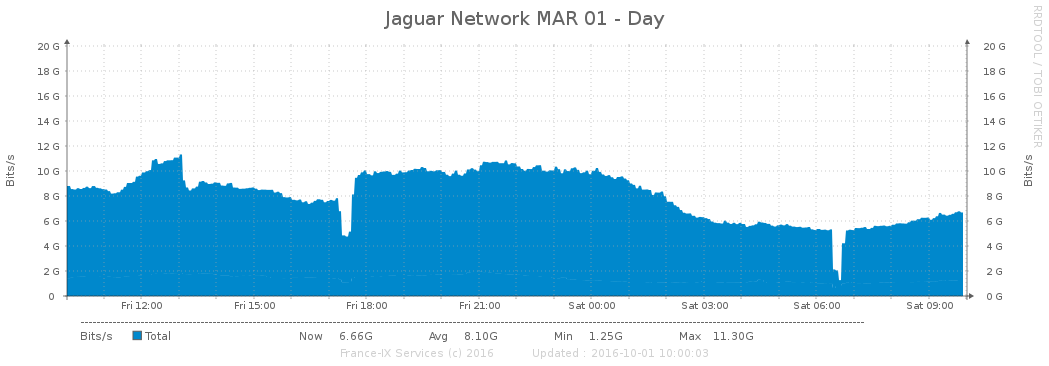 Jaguar Network MAR 01 - Day
RRDTOOL / TOBI OETIKER
Bits/s
20 G 20 G
18 G 18 G
16 G 16 G
14 G 14 G
12 G 12 G
10 G 10 G
8 G 8 G
6 G 6 G
4 G 4 G
2 G 2 G
0 0 G
Bits/s
Fri 12:00 Fri 15:00 Fri 18:00 Fri 21:00 Sat 00:00 Sat 03:00 Sat 06:00 Sat 09:00
Bits/s Total Now 6.66G Avg 8.10G Min 1.25G Max 11.30G
France-IX Services (c) 2016 Updated : 2016-10-01 10:00:03